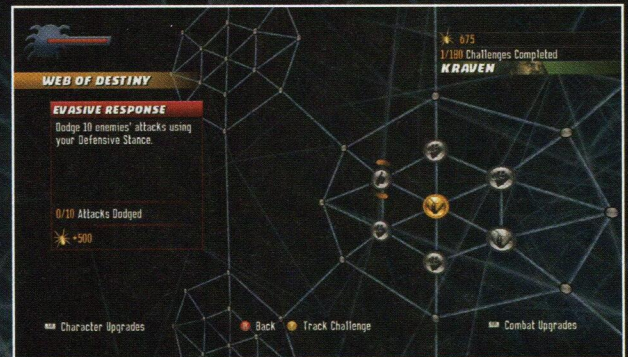 675
1/180 Challenges Completed
KRAVEN
WEB OF DESTINY
EVASIVE RESPONSE
Dodge 10 enemies' attacks using
your Defensive Stance.
0/10 Attacks Dodged
+500
Character Upgrades
Back
Track Challenge
Combat Upgrades